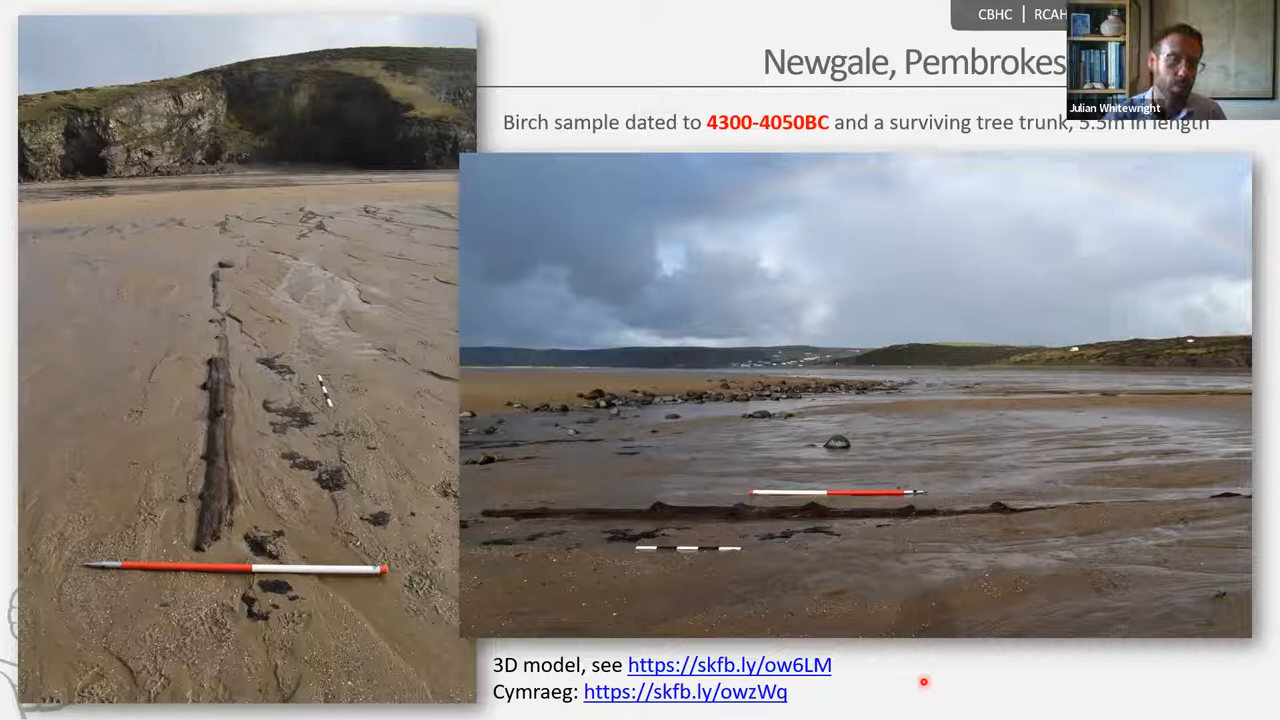 CBHC | RCAH
Newgale, Pembrokes
Julian Whitewright
Birch sample dated to 4300-4050BC and a surviving tree trunk, 5.5m in length
3D model, see https://skfb.ly/ow6LM
Cymraeg: https://skfb.ly/owzWq